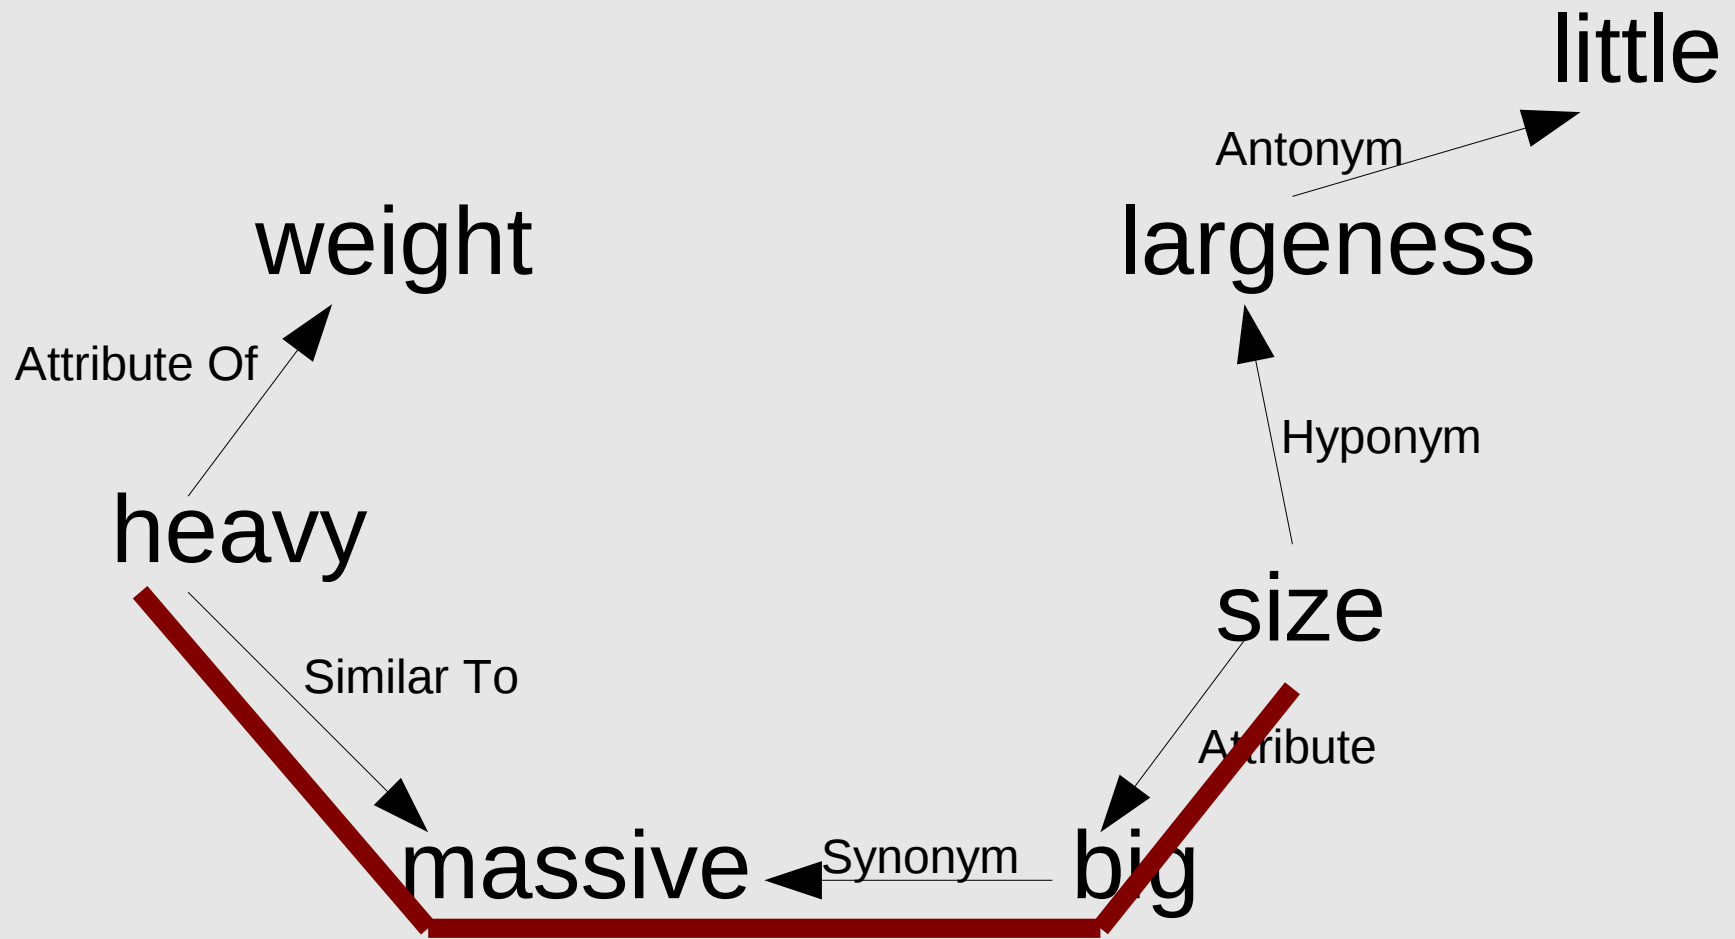 little
Antonym
weight
largeness
Attribute Of
Hyponym
heavy
size
Similar To
Attribute
massive
Synonym
big